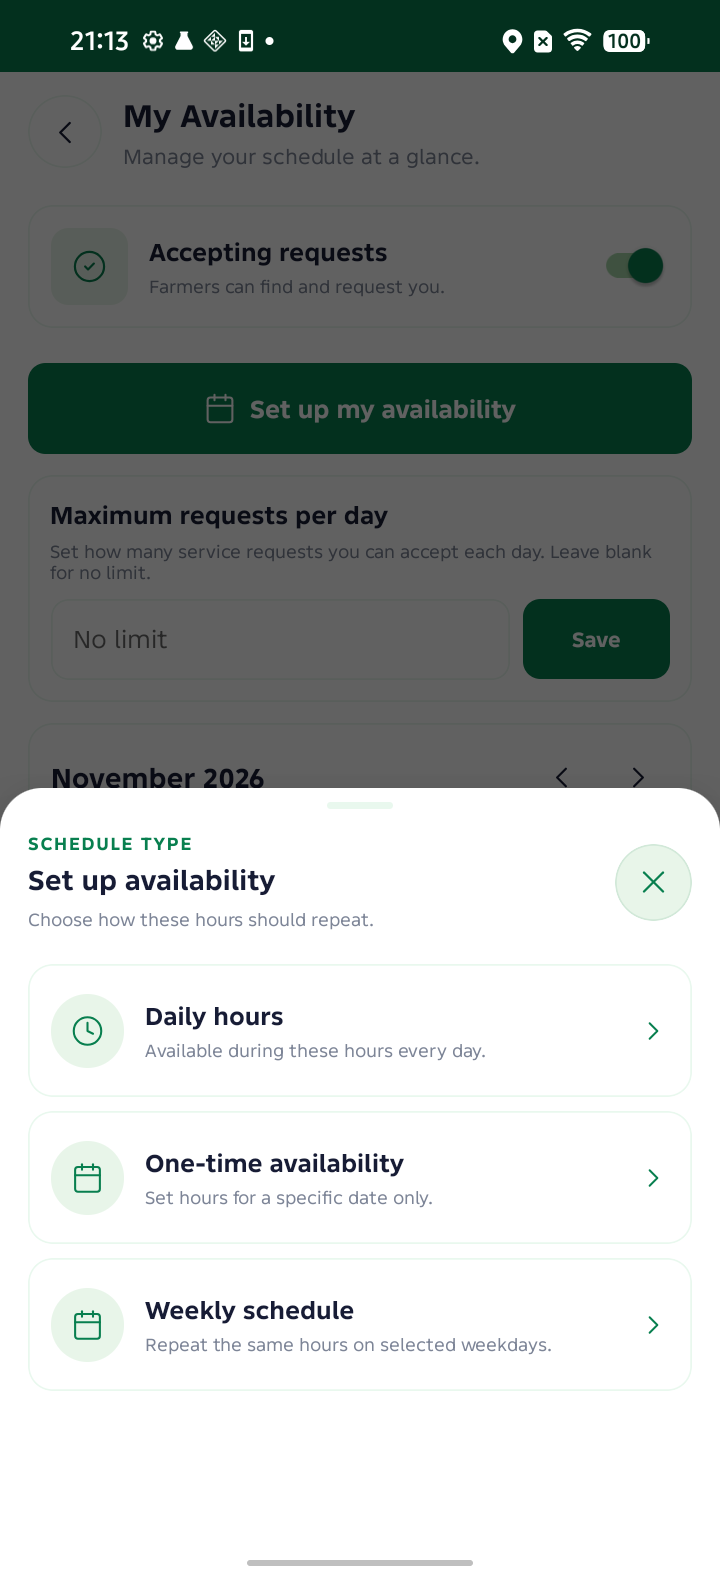 21:13
100
My Availability
Manage your schedule at a glance.
Accepting requests
Farmers can find and request you.
Set up my availability
Maximum requests per day
Set how many service requests you can accept each day. Leave blank
for no limit.
No limit
Save
November 2026
SCHEDULE TYPE
Set up availability
Choose how these hours should repeat.
Daily hours
Available during these hours every day.
One-time availability
Set hours for a specific date only.
Weekly schedule
Repeat the same hours on selected weekdays.